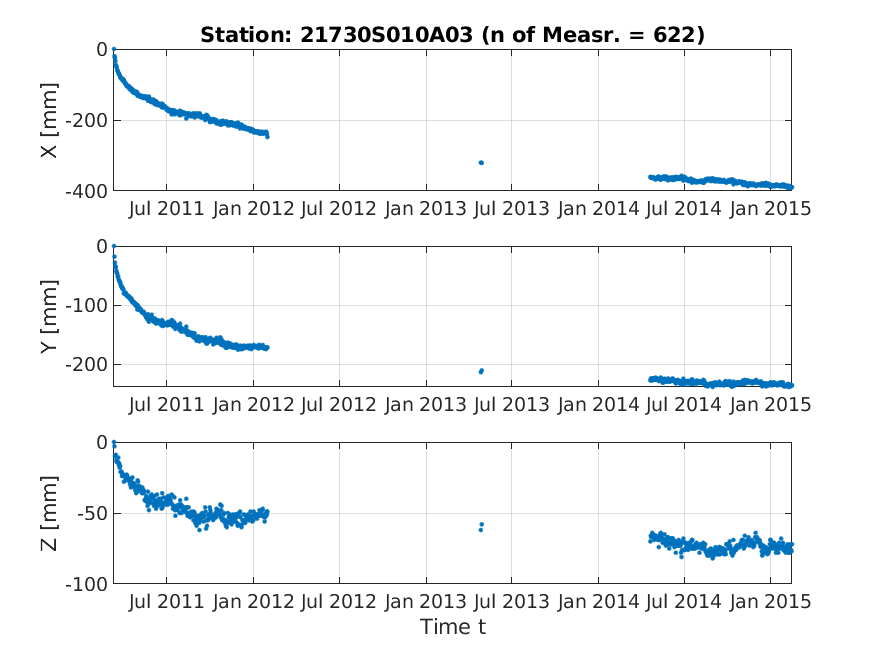 Station: 21730S010A03 (n of Measr. = 622)
0
-200
-400
X [mm]
Jul 2011 Jan 2012 Jul 2012 Jan 2013 Jul 2013 Jan 2014 Jul 2014 Jan 2015
0
-100
-200
Y [mm]
Jul 2011 Jan 2012 Jul 2012 Jan 2013 Jul 2013 Jan 2014 Jul 2014 Jan 2015
0
-50
-100
Z [mm]
Jul 2011 Jan 2012 Jul 2012 Jan 2013 Jul 2013 Jan 2014 Jul 2014 Jan 2015
Time t